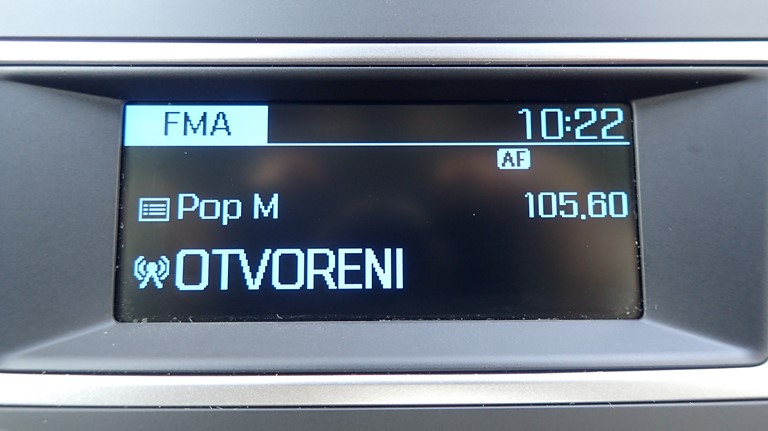 FMA 10:22
AF
Pop M 105.60
OTVORENI